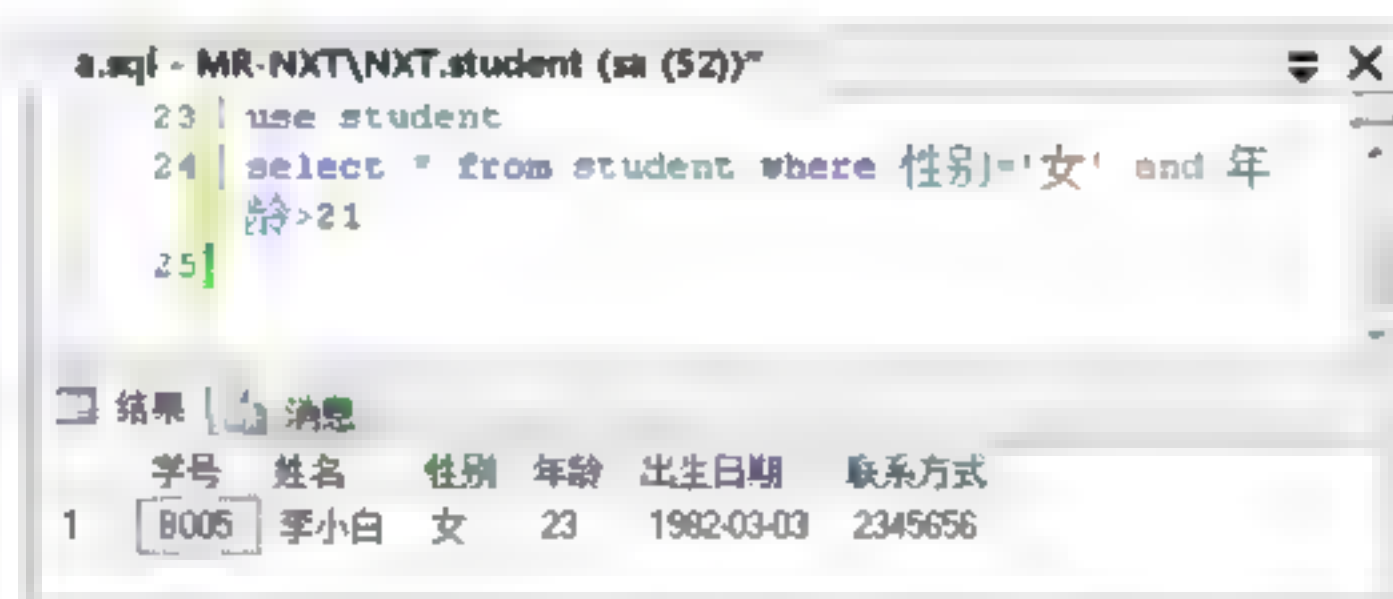 a.sql - MR-NXT\NXT.student (sa (52))*
23 use student
24 select * from student where 性别='女' and 年
龄>21
25
结果 消息
学号 姓名 性别 年龄 出生日期 联系方式
1 B005 李小白 女 23 1982-03-03 2345656